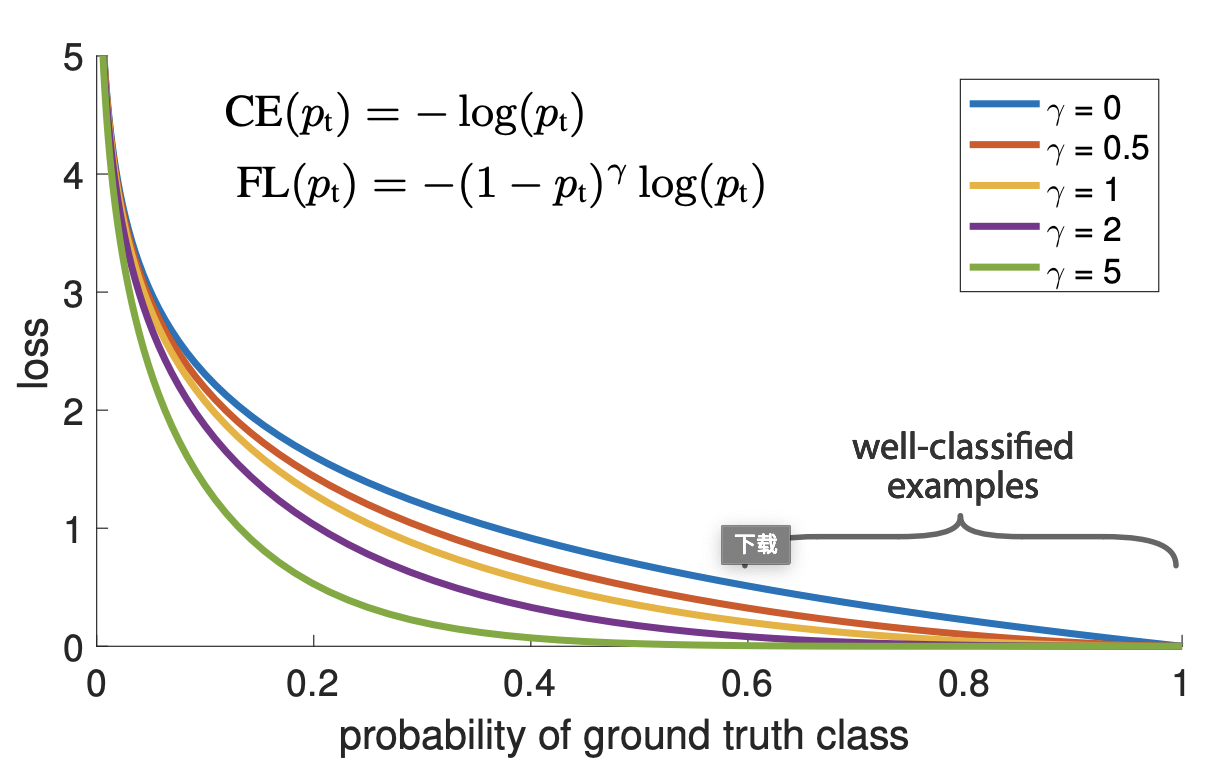 5
4
3
2
1
0
loss
CE(pₜ) = − log(pₜ)
FL(pₜ) = −(1 − pₜ)^γ log(pₜ)
γ = 0
γ = 0.5
γ = 1
γ = 2
γ = 5
well-classified
examples
下载
0 0.2 0.4 0.6 0.8 1
probability of ground truth class